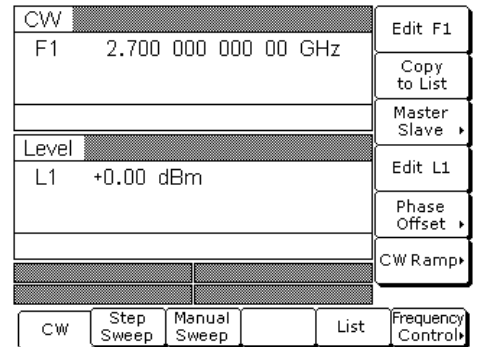 CW
F1 2.700 000 000 00 GHz
Level
L1 +0.00 dBm
Edit F1
Copy
to List
Master
Slave
Edit L1
Phase
Offset
CW Ramp
CW
Step
Sweep
Manual
Sweep
List
Frequency
Control